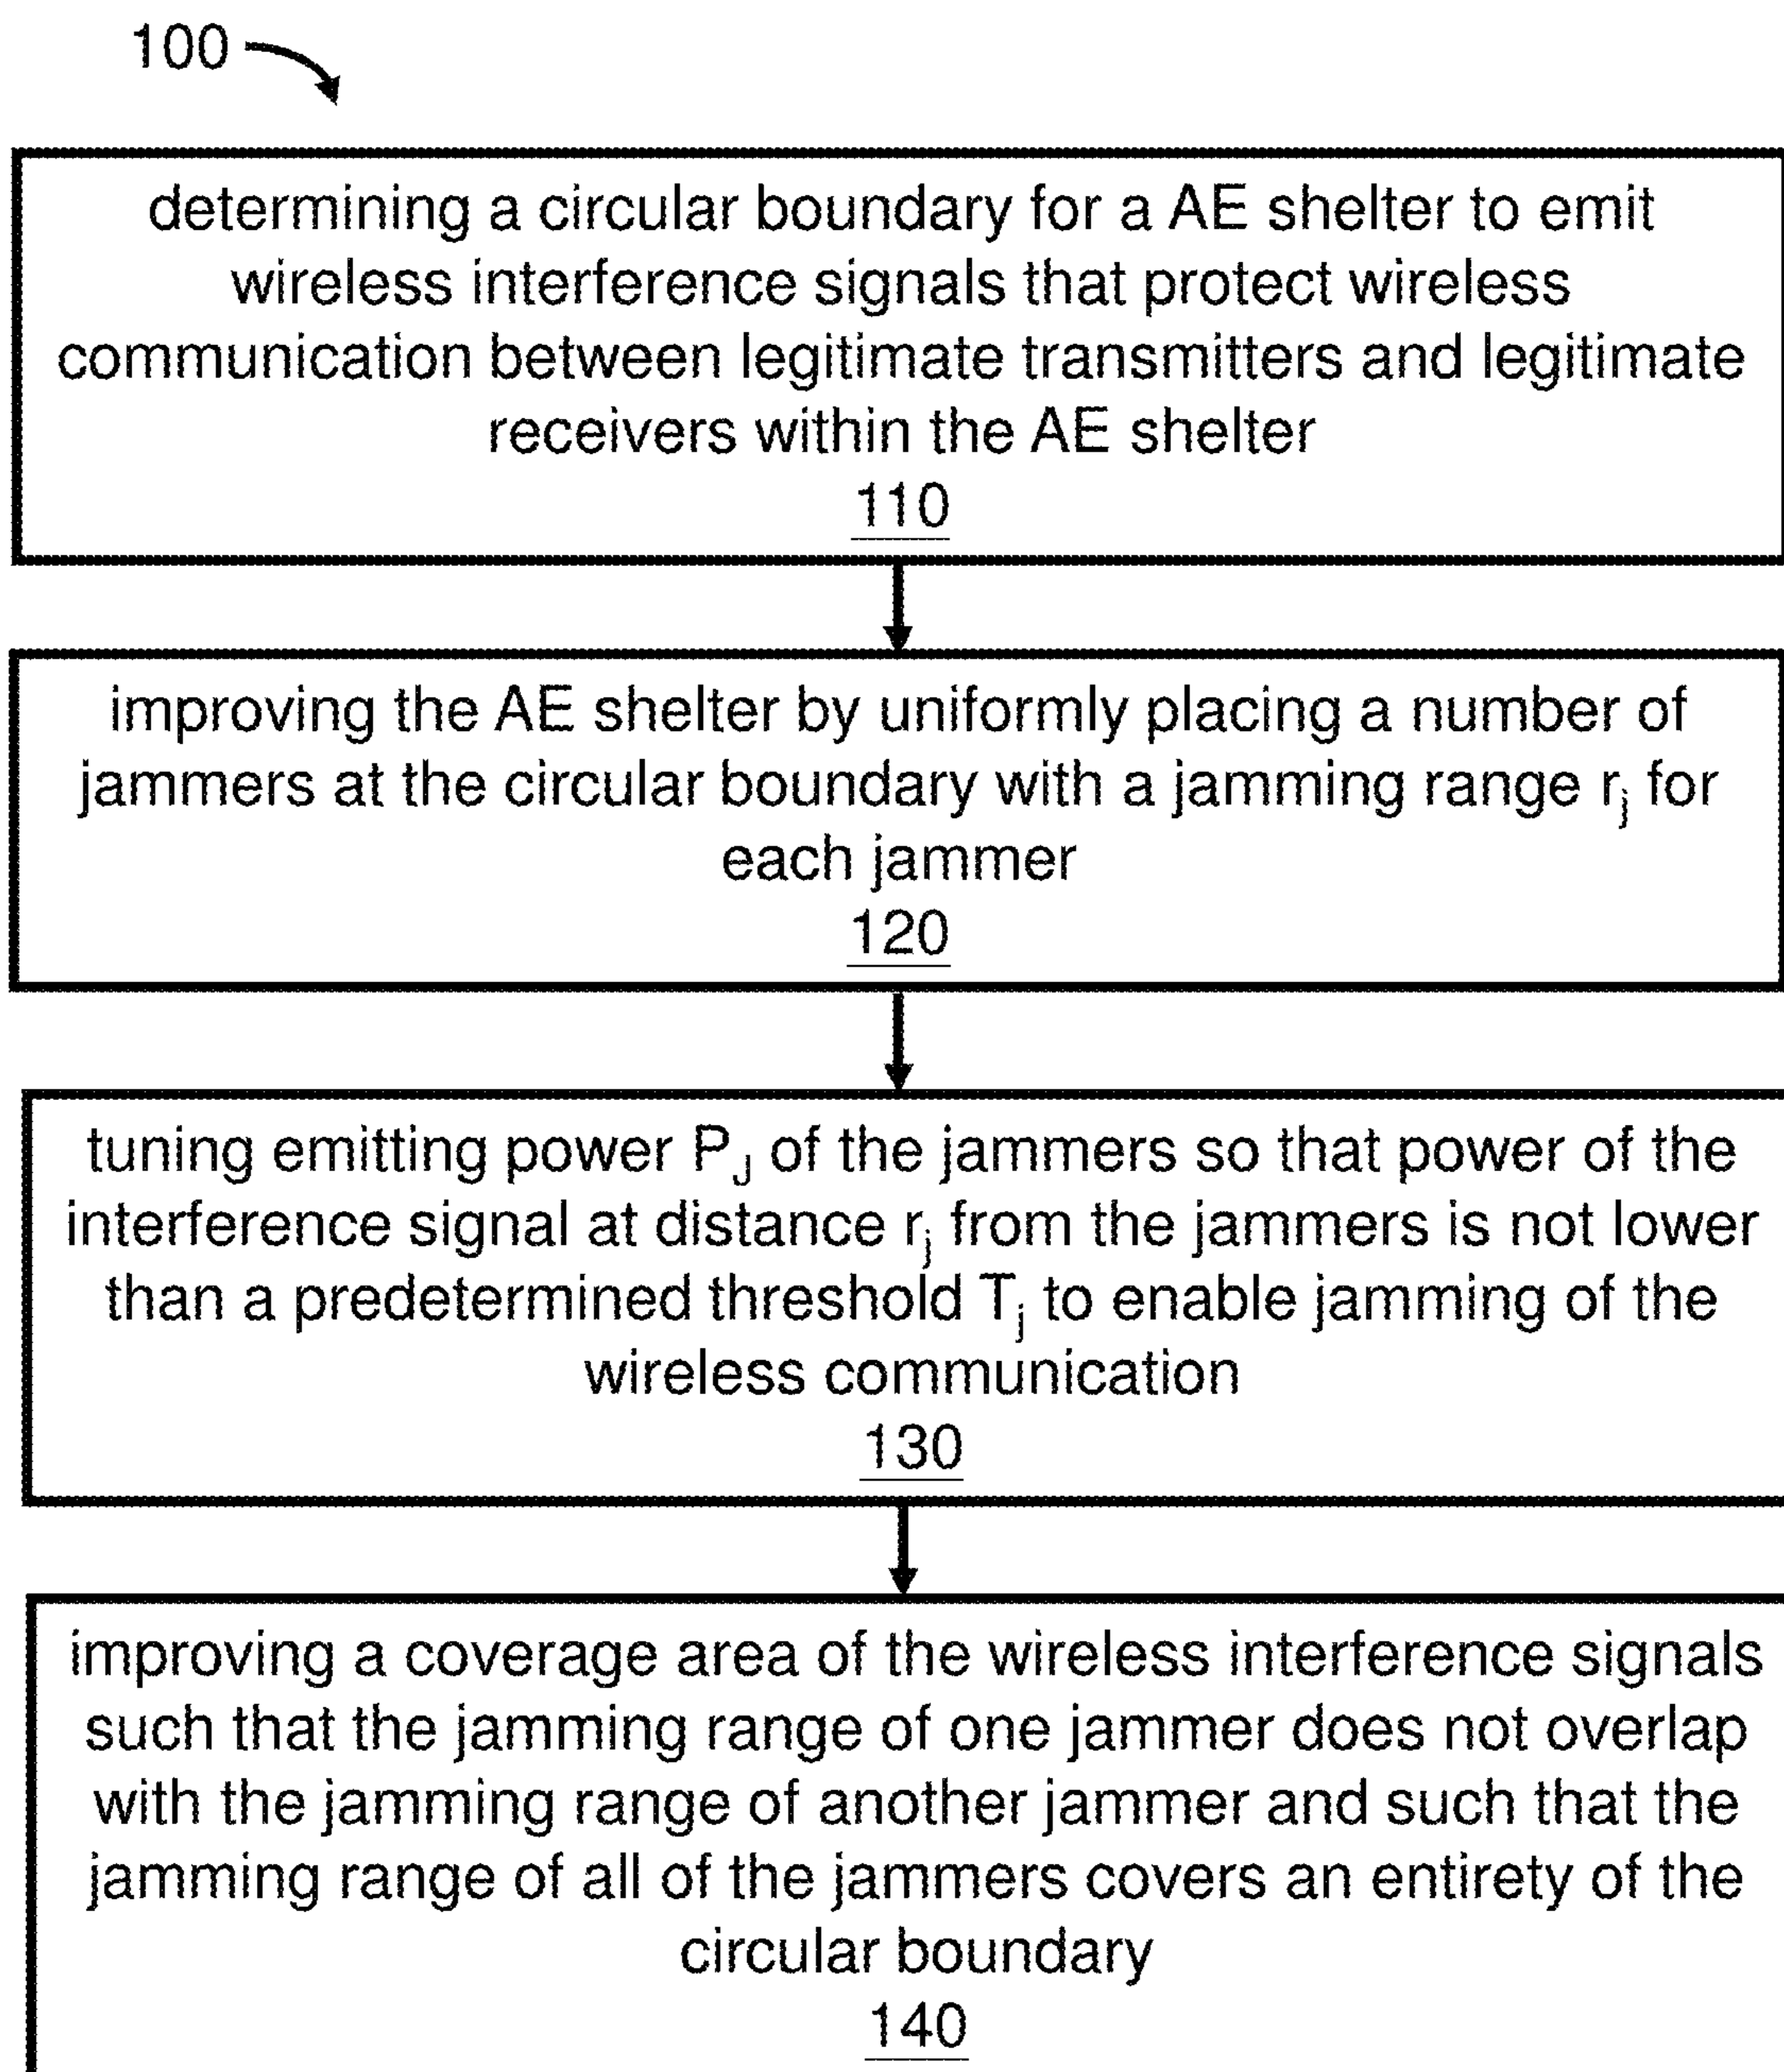 100
determining a circular boundary for a AE shelter to emit
wireless interference signals that protect wireless
communication between legitimate transmitters and legitimate
receivers within the AE shelter
110
improving the AE shelter by uniformly placing a number of
jammers at the circular boundary with a jamming range rj for
each jammer
120
tuning emitting power PJ of the jammers so that power of the
interference signal at distance rj from the jammers is not lower
than a predetermined threshold Tj to enable jamming of the
wireless communication
130
improving a coverage area of the wireless interference signals
such that the jamming range of one jammer does not overlap
with the jamming range of another jammer and such that the
jamming range of all of the jammers covers an entirety of the
circular boundary
140